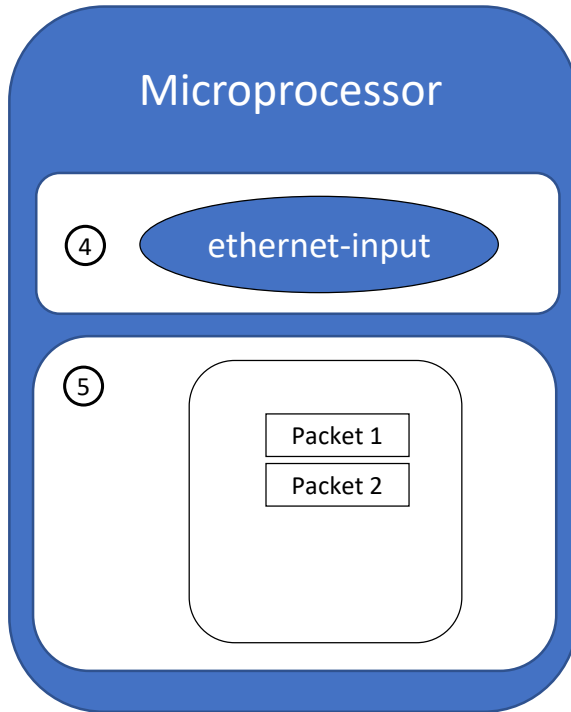 Microprocessor
4
ethernet-input
5
Packet 1
Packet 2